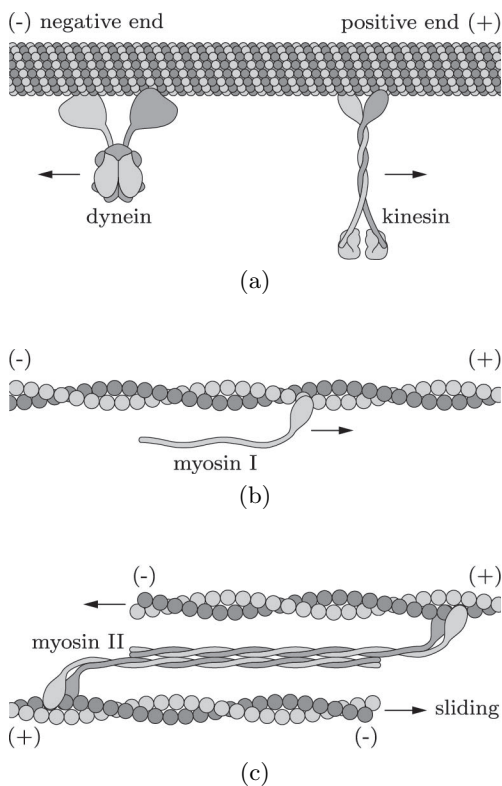 (-) negative end positive end (+)
dynein kinesin
(a)
(-) (+)
myosin I
(b)
(-) (+)
myosin II
sliding
(+) (-)
(c)